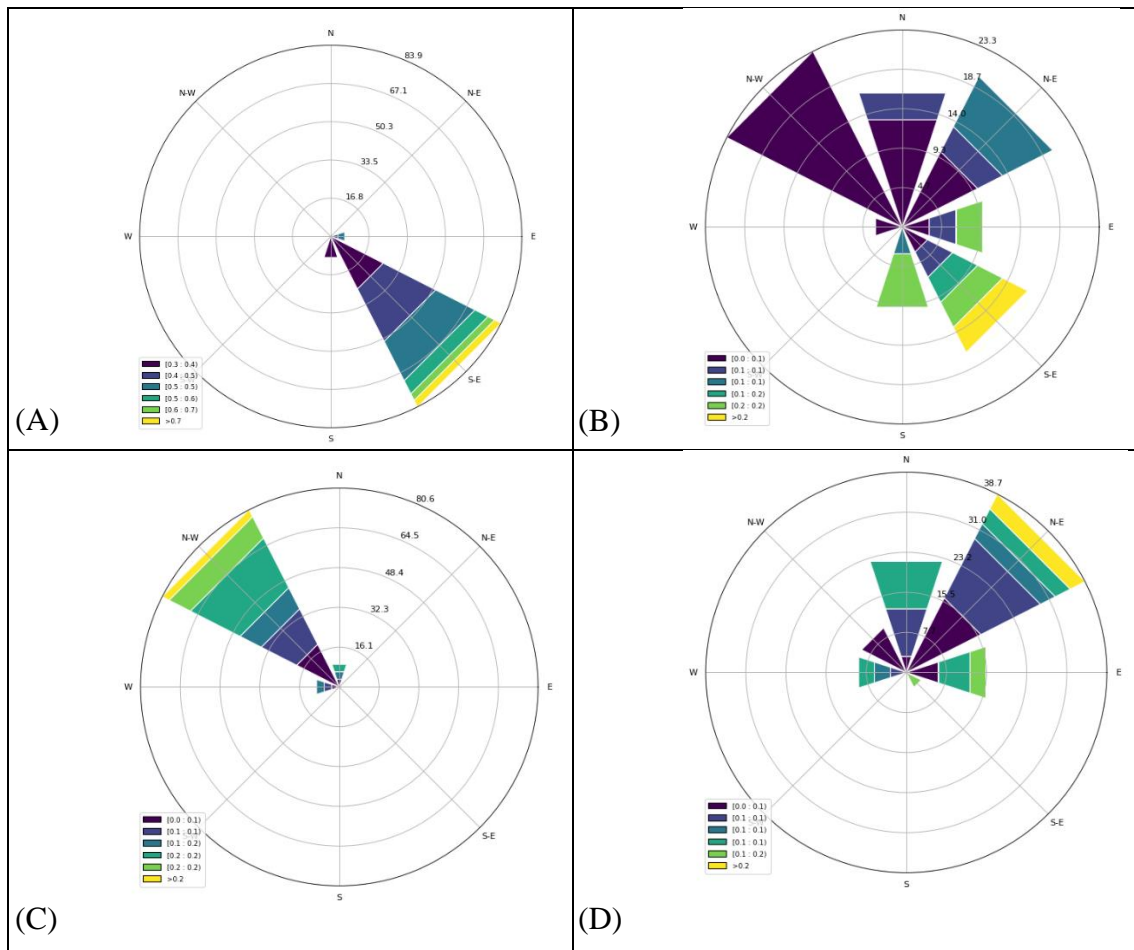 N
83.9
67.1
50.3
33.5
16.8
N-W
N-E
W
E
S-E
S
[0.3 : 0.4)
[0.4 : 0.5)
[0.5 : 0.5)
[0.5 : 0.6)
[0.6 : 0.7)
>0.7
(A)
N
23.3
18.7
14.0
9.3
N-W
N-E
W
E
S-E
S
[0.0 : 0.1)
[0.1 : 0.1)
[0.1 : 0.1)
[0.1 : 0.2)
[0.2 : 0.2)
>0.2
(B)
N
80.6
64.5
48.4
32.3
16.1
N-W
N-E
W
E
S-E
S
[0.0 : 0.1)
[0.1 : 0.1)
[0.1 : 0.2)
[0.2 : 0.2)
[0.2 : 0.2)
>0.2
(C)
N
38.7
31.0
23.2
15.5
N-W
N-E
W
E
S-E
S
[0.0 : 0.1)
[0.1 : 0.1)
[0.1 : 0.1)
[0.1 : 0.1)
[0.1 : 0.2)
>0.2
(D)